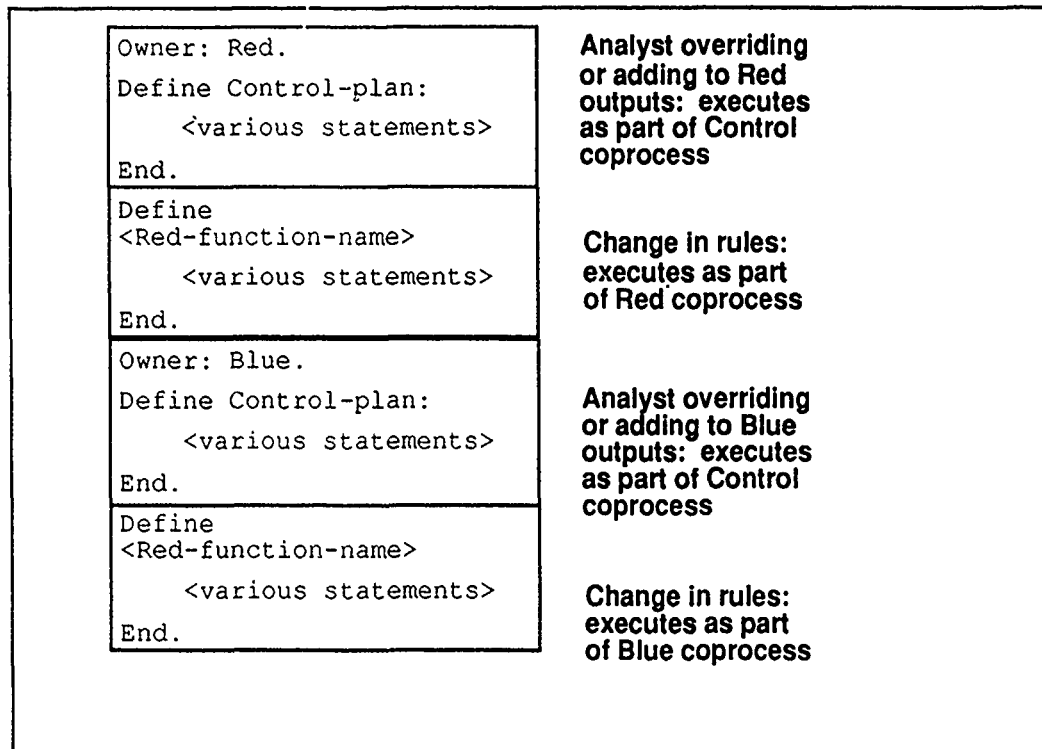 Owner: Red.
Define Control-plan:
<various statements>
End.
Analyst overriding
or adding to Red
outputs: executes
as part of Control
coprocess
Define
<Red-function-name>
<various statements>
End.
Change in rules:
executes as part
of Red coprocess
Owner: Blue.
Define Control-plan:
<various statements>
End.
Analyst overriding
or adding to Blue
outputs: executes
as part of Control
coprocess
Define
<Red-function-name>
<various statements>
End.
Change in rules:
executes as part
of Blue coprocess